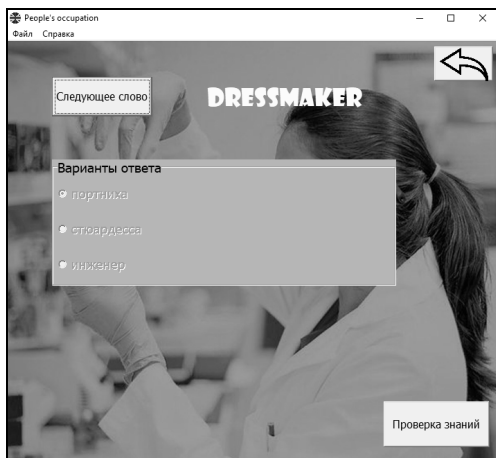 People's occupation
Файл Справка
Следующее слово
DRESSMAKER
Варианты ответа
портниха
стюардесса
инженер
Проверка знаний